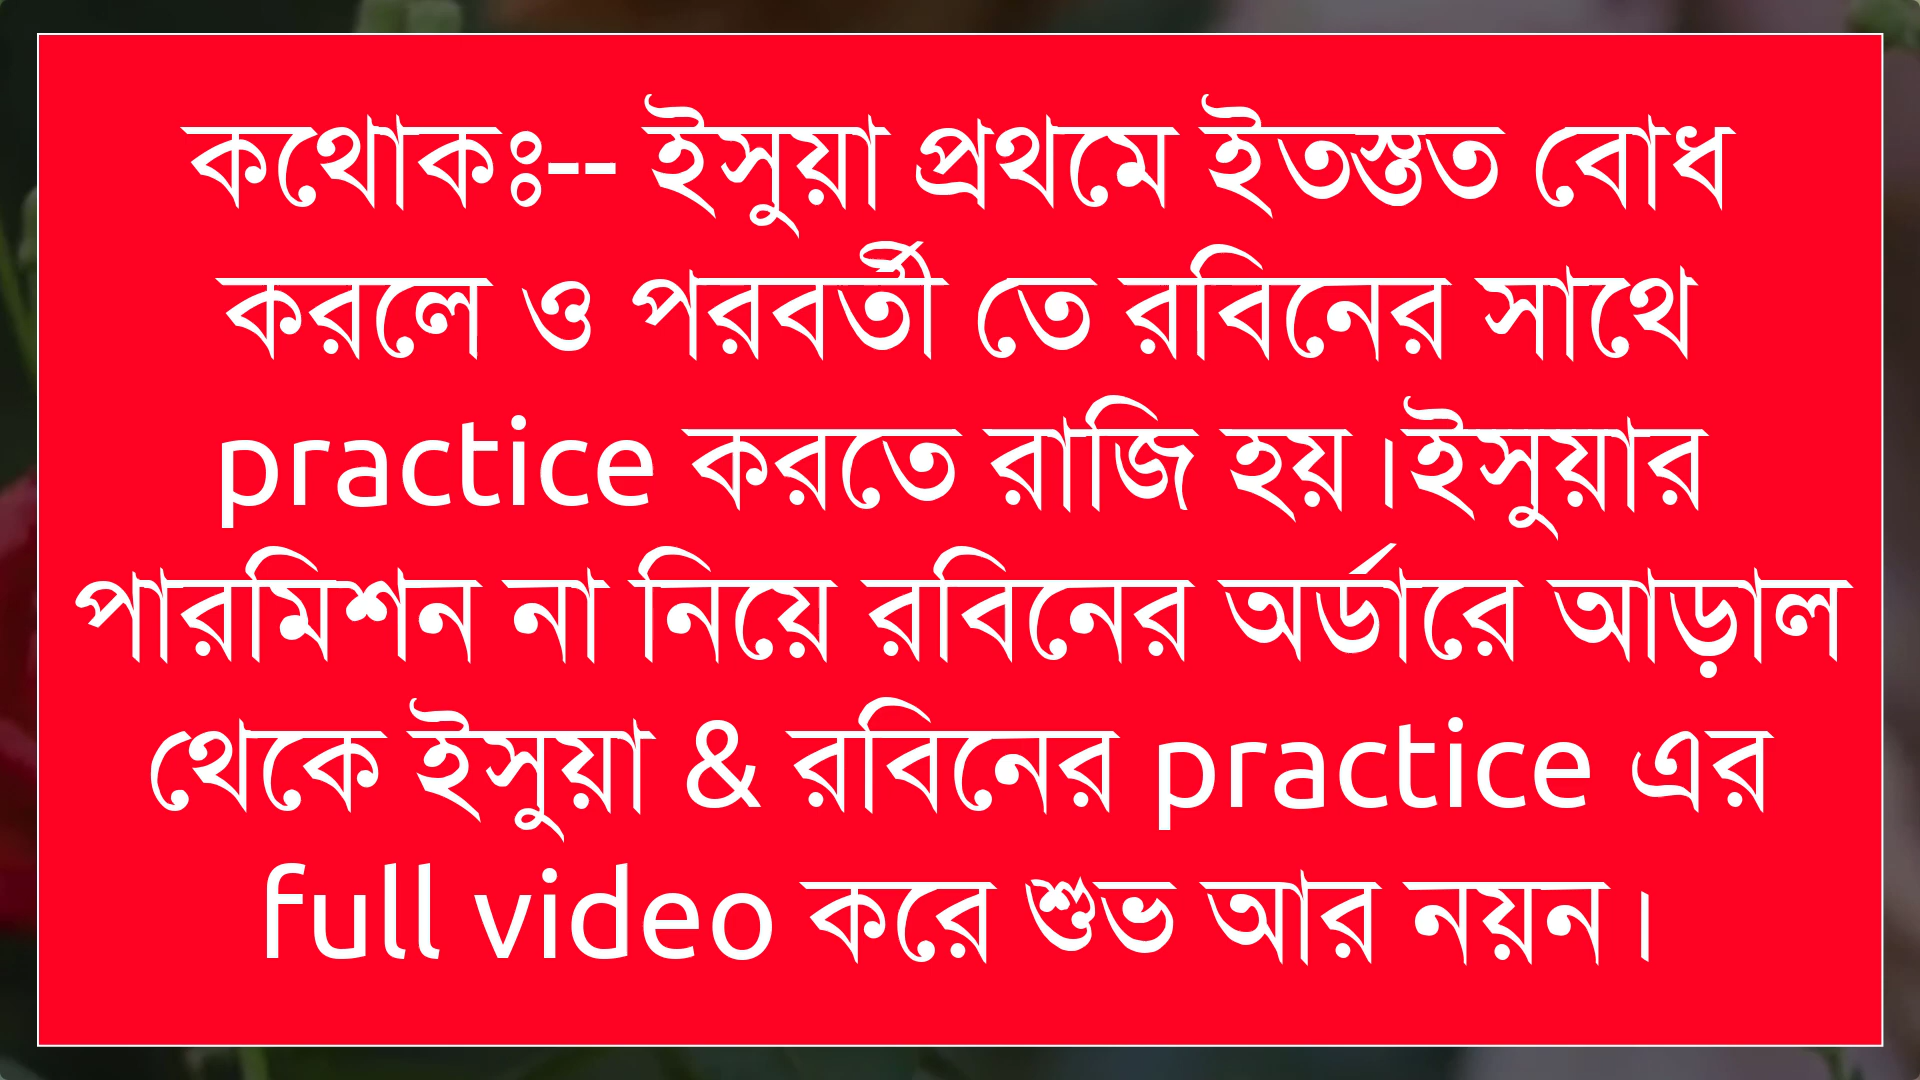 কথোকঃ-- ইসুয়া প্রথমে ইতস্তত বোধ
করলে ও পরবর্তী তে রবিনের সাথে
practice করতে রাজি হয়।ইসুয়ার
পারমিশন না নিয়ে রবিনের অর্ডারে আড়াল
থেকে ইসুয়া & রবিনের practice এর
full video করে শুভ আর নয়ন।